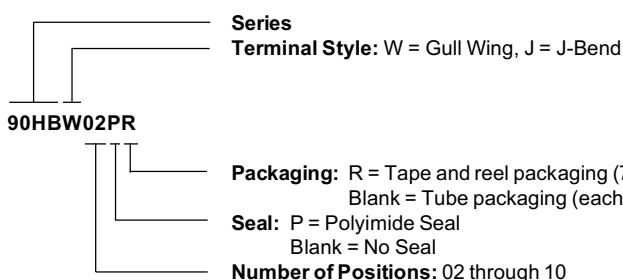 Series
Terminal Style: W = Gull Wing, J = J-Bend
90HBW02PR
Packaging: R = Tape and reel packaging (
Blank = Tube packaging (each
Seal: P = Polyimide Seal
Blank = No Seal
Number of Positions: 02 through 10